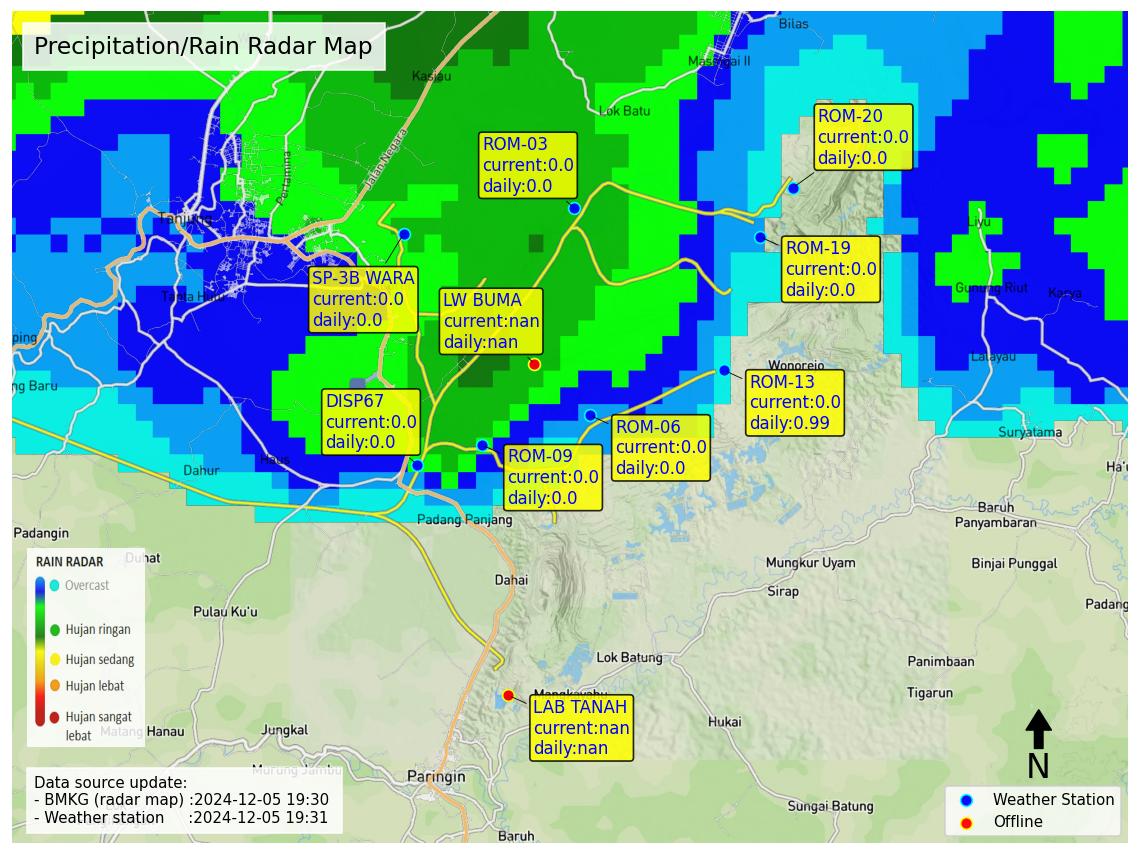 Precipitation/Rain Radar Map
Bilas
Massigai II
Kasiau
Lok Batu
Jalan Negara
Pertamina
Tanjung
Liyu
Gunung Riut
Karya
Lalayau
Suryatama
Wonorejo
ROM-20
current:0.0
daily:0.0
ROM-03
current:0.0
daily:0.0
ROM-19
current:0.0
daily:0.0
SP-3B WARA
current:0.0
daily:0.0
LW BUMA
current:nan
daily:nan
ROM-13
current:0.0
daily:0.99
DISP67
current:0.0
daily:0.0
ROM-06
current:0.0
daily:0.0
ROM-09
current:0.0
daily:0.0
ping
ng Baru
Dahur
Haus
Padang Panjang
Padangin
Duhat
Baruh
Panyambaran
Binjai Punggal
Mungkur Uyam
Sirap
Padang
Dahai
Pulau Ku'u
Lok Batung
Panimbaan
Tigarun
Mangkayahu
LAB TANAH
current:nan
daily:nan
Hukai
Jungkal
Matang Hanau
Murung Jambu
Paringin
Sungai Batung
Baruh
RAIN RADAR
Overcast
Hujan ringan
Hujan sedang
Hujan lebat
Hujan sangat
lebat
Data source update:
- BMKG (radar map) :2024-12-05 19:30
- Weather station :2024-12-05 19:31
N
Weather Station
Offline